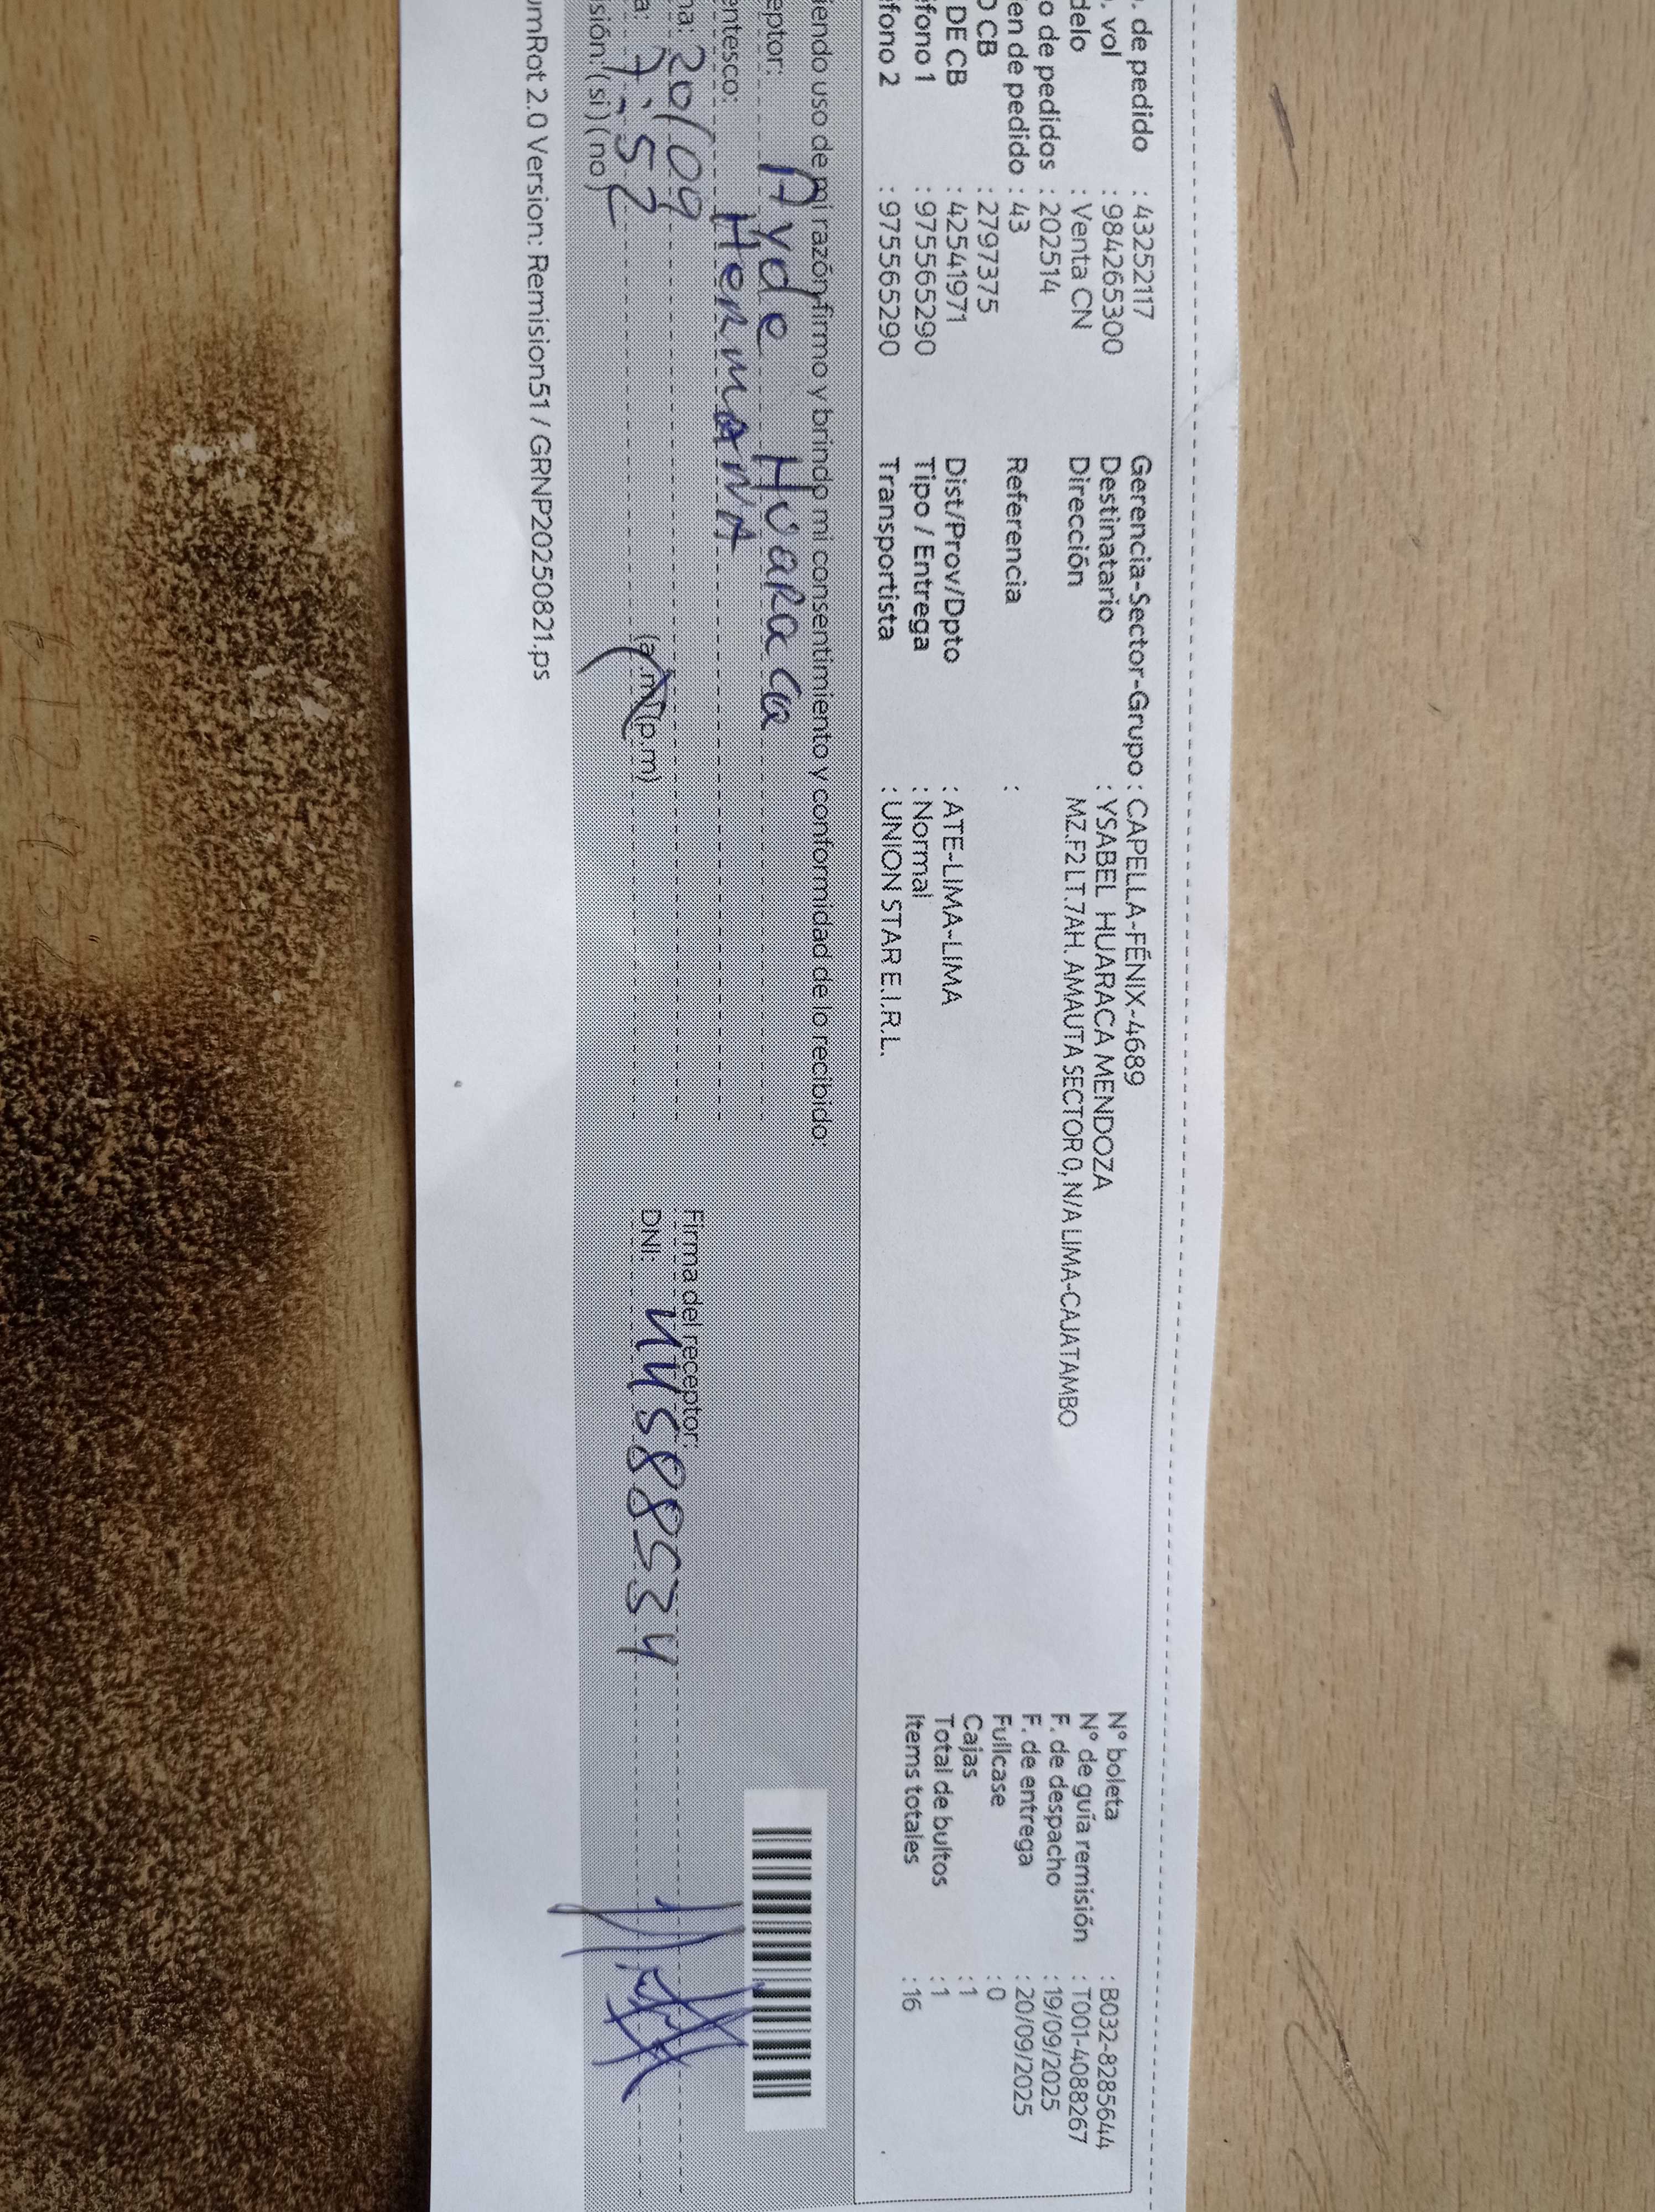 . de pedido : 43252117 Gerencia-Sector-Grupo : CAPELLA-FÉNIX-4689 N° boleta : B032-8285644
. vol : 984265300 Destinatario : YSABEL HUARACA MENDOZA N° de guía remisión : T001-4088267
delo : Venta CN Dirección MZ.F2 LT.7AH. AMAUTA SECTOR 0, N/A LIMA-CAJATAMBO F. de despacho : 19/09/2025
o de pedidos : 202514 F. de entrega : 20/09/2025
en de pedido : 43 Referencia : Fullcase : 0
O CB : 2797375 Cajas : 1
DE CB : 42541971 Dist/Prov/Dpto : ATE-LIMA-LIMA Total de bultos : 1
éfono 1 : 975565290 Tipo / Entrega : Normal Items totales : 16
éfono 2 : 975565290 Transportista : UNION STAR E.I.R.L.
iendo uso de mi razón firmo y brindo mi consentimiento y conformidad de lo recibido:
eptor: Ayde Huaraca
entesco: HermanA
ha: 20/09 Firma del receptor:
a: 7:52 (a.m) (p.m) DNI: 44588534
sión: (si) (no)
umRot 2.0 Version: Remision51 / GRNP20250821.ps